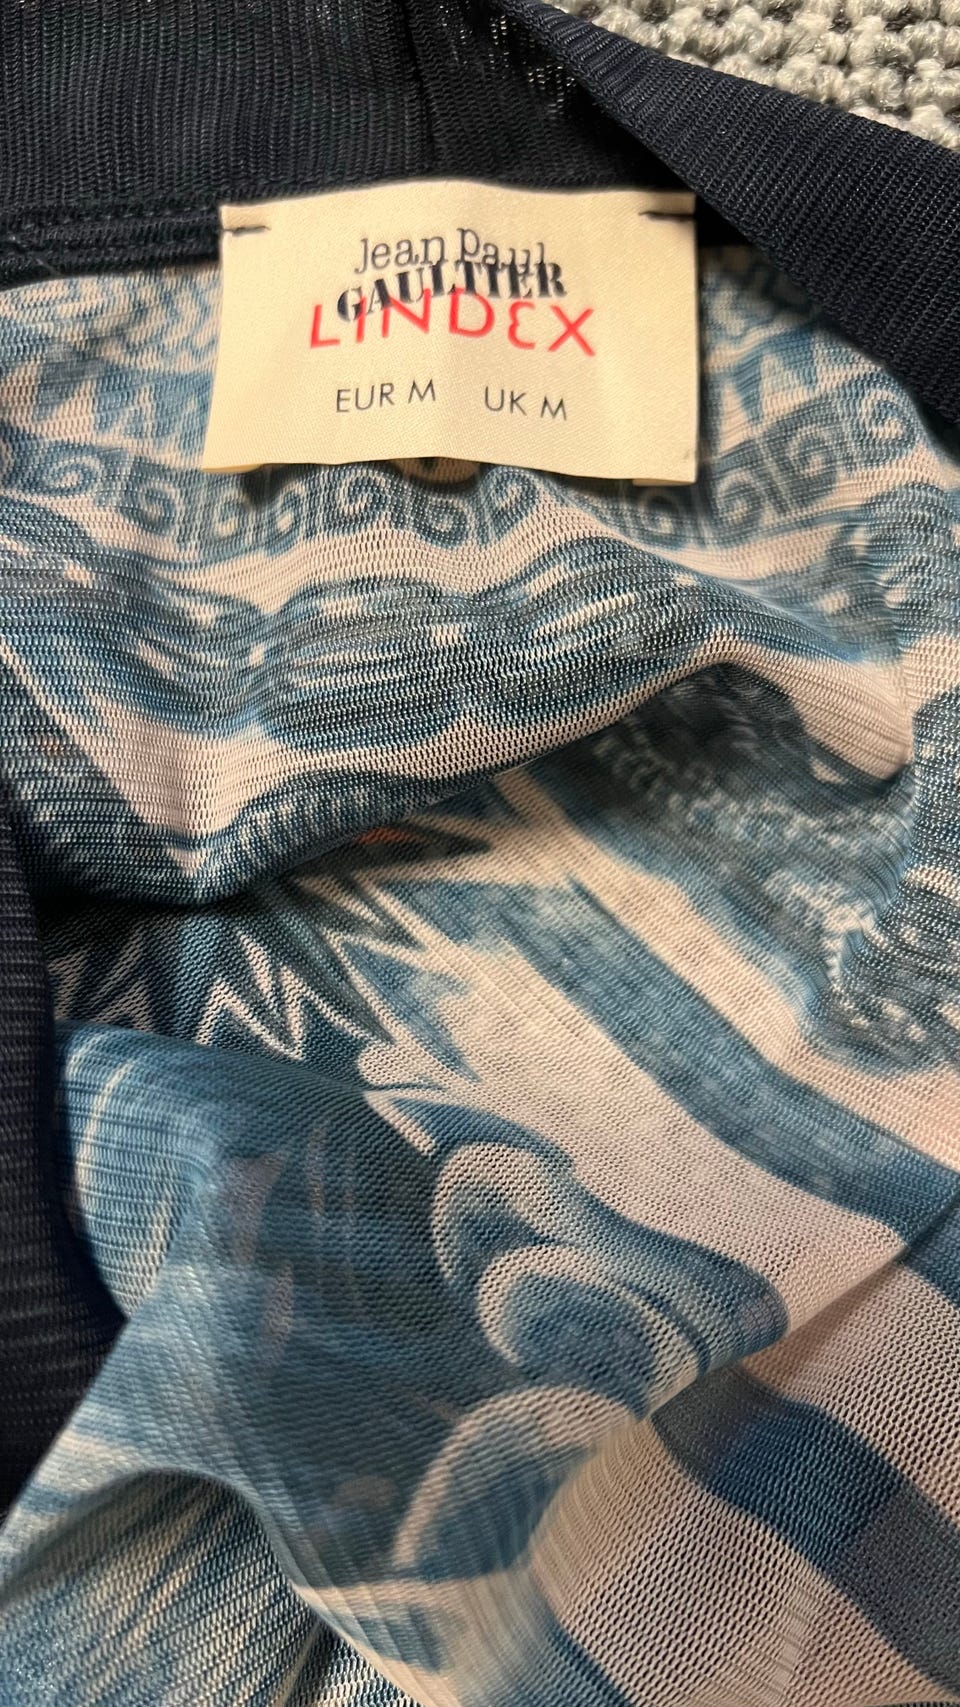 Jean Paul
GAULTIER
LINDEX
EUR M UK M